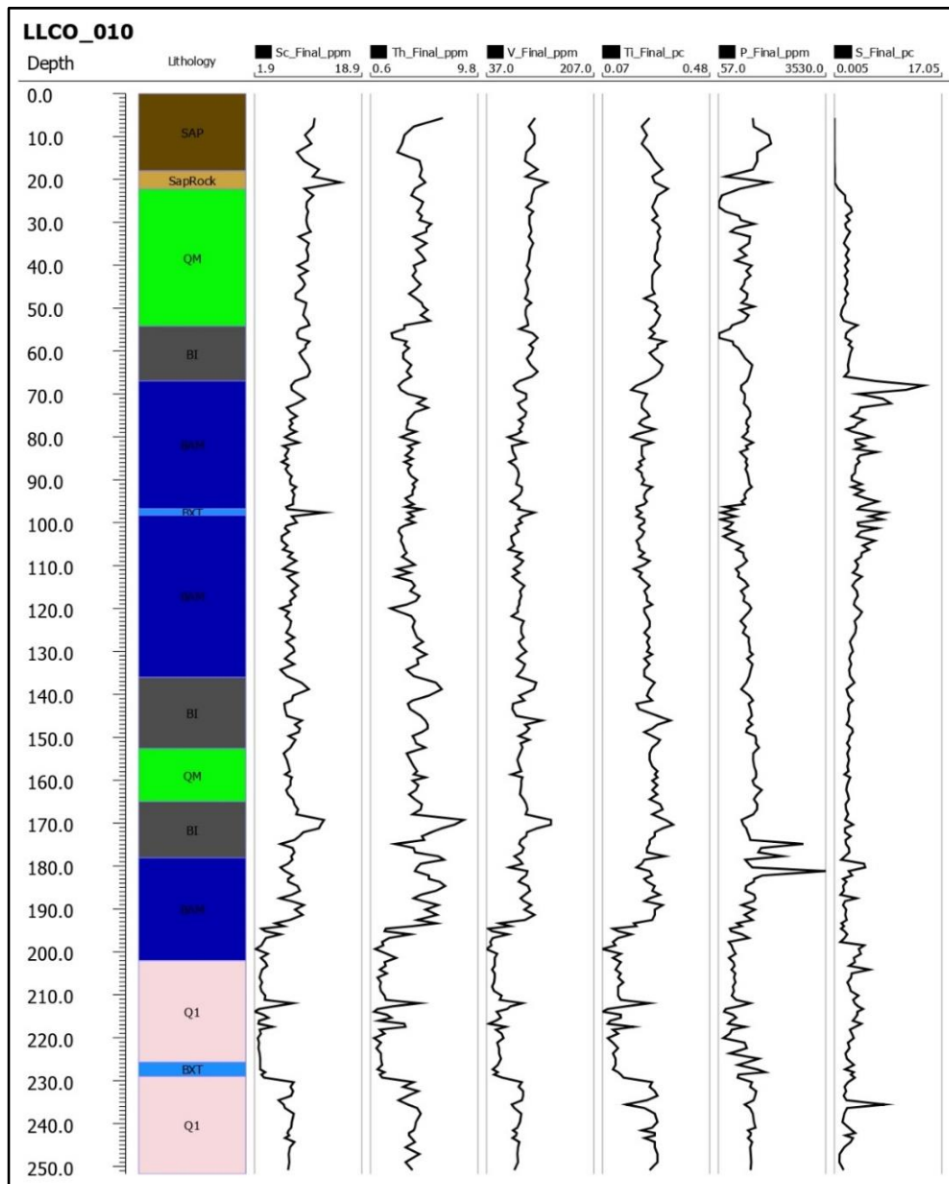 LLCO_010
Depth
Lithology
Sc_Final_ppm
1.9 18.9
Th_Final_ppm
0.6 9.8
V_Final_ppm
37.0 207.0
Ti_Final_pc
0.07 0.48
P_Final_ppm
57.0 3530.0
S_Final_pc
0.005 17.05
0.0
10.0
20.0
30.0
40.0
50.0
60.0
70.0
80.0
90.0
100.0
110.0
120.0
130.0
140.0
150.0
160.0
170.0
180.0
190.0
200.0
210.0
220.0
230.0
240.0
250.0
SAP
SapRock
QM
BI
BXT
BI
QM
BI
Q1
BXT
Q1